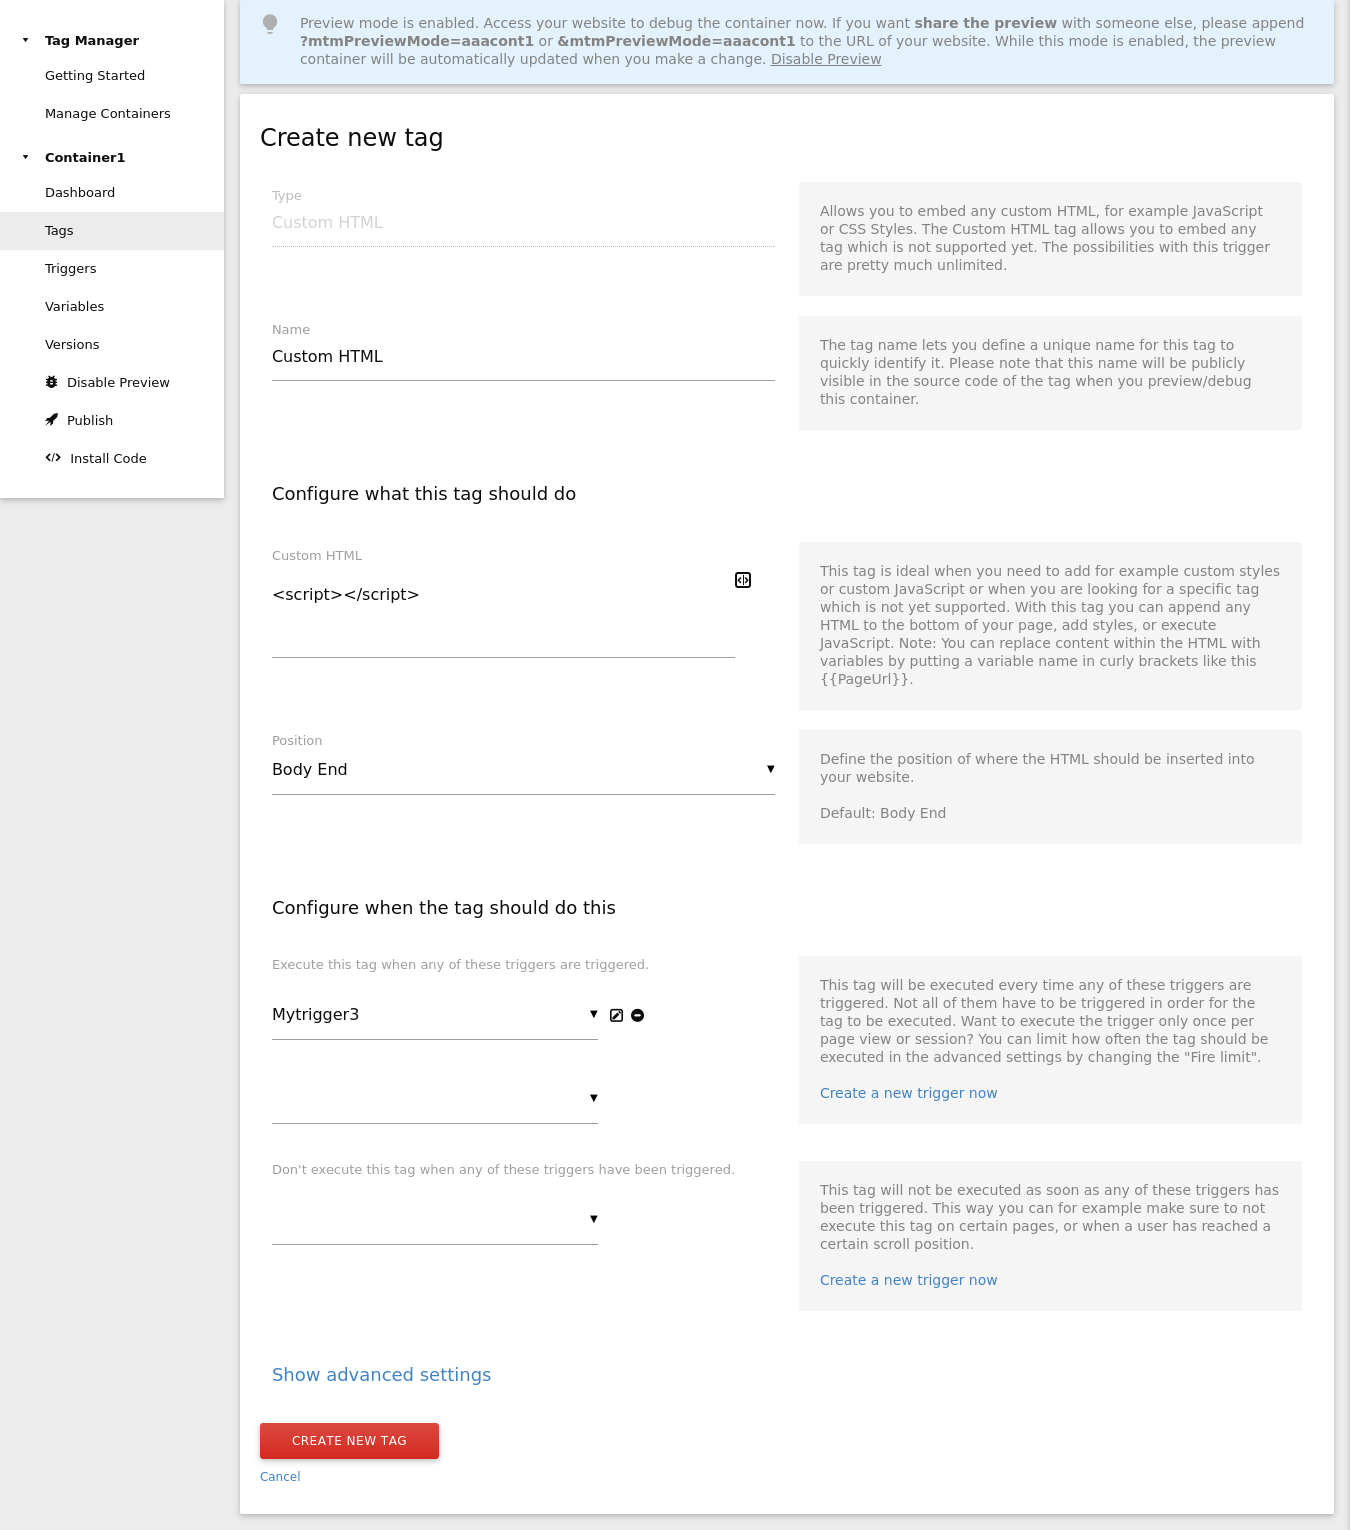 Tag Manager
Getting Started
Manage Containers
Container1
Dashboard
Tags
Triggers
Variables
Versions
Disable Preview
Publish
Install Code
Preview mode is enabled. Access your website to debug the container now. If you want share the preview with someone else, please append
?mtmPreviewMode=aaacont1 or &mtmPreviewMode=aaacont1 to the URL of your website. While this mode is enabled, the preview
container will be automatically updated when you make a change. Disable Preview
Create new tag
Type
Custom HTML
Allows you to embed any custom HTML, for example JavaScript
or CSS Styles. The Custom HTML tag allows you to embed any
tag which is not supported yet. The possibilities with this trigger
are pretty much unlimited.
Name
Custom HTML
The tag name lets you define a unique name for this tag to
quickly identify it. Please note that this name will be publicly
visible in the source code of the tag when you preview/debug
this container.
Configure what this tag should do
Custom HTML
<script></script>
This tag is ideal when you need to add for example custom styles
or custom JavaScript or when you are looking for a specific tag
which is not yet supported. With this tag you can append any
HTML to the bottom of your page, add styles, or execute
JavaScript. Note: You can replace content within the HTML with
variables by putting a variable name in curly brackets like this
{{PageUrl}}.
Position
Body End
Define the position of where the HTML should be inserted into
your website.
Default: Body End
Configure when the tag should do this
Execute this tag when any of these triggers are triggered.
Mytrigger3
This tag will be executed every time any of these triggers are
triggered. Not all of them have to be triggered in order for the
tag to be executed. Want to execute the trigger only once per
page view or session? You can limit how often the tag should be
executed in the advanced settings by changing the "Fire limit".
Create a new trigger now
Don't execute this tag when any of these triggers have been triggered.
This tag will not be executed as soon as any of these triggers has
been triggered. This way you can for example make sure to not
execute this tag on certain pages, or when a user has reached a
certain scroll position.
Create a new trigger now
Show advanced settings
CREATE NEW TAG
Cancel